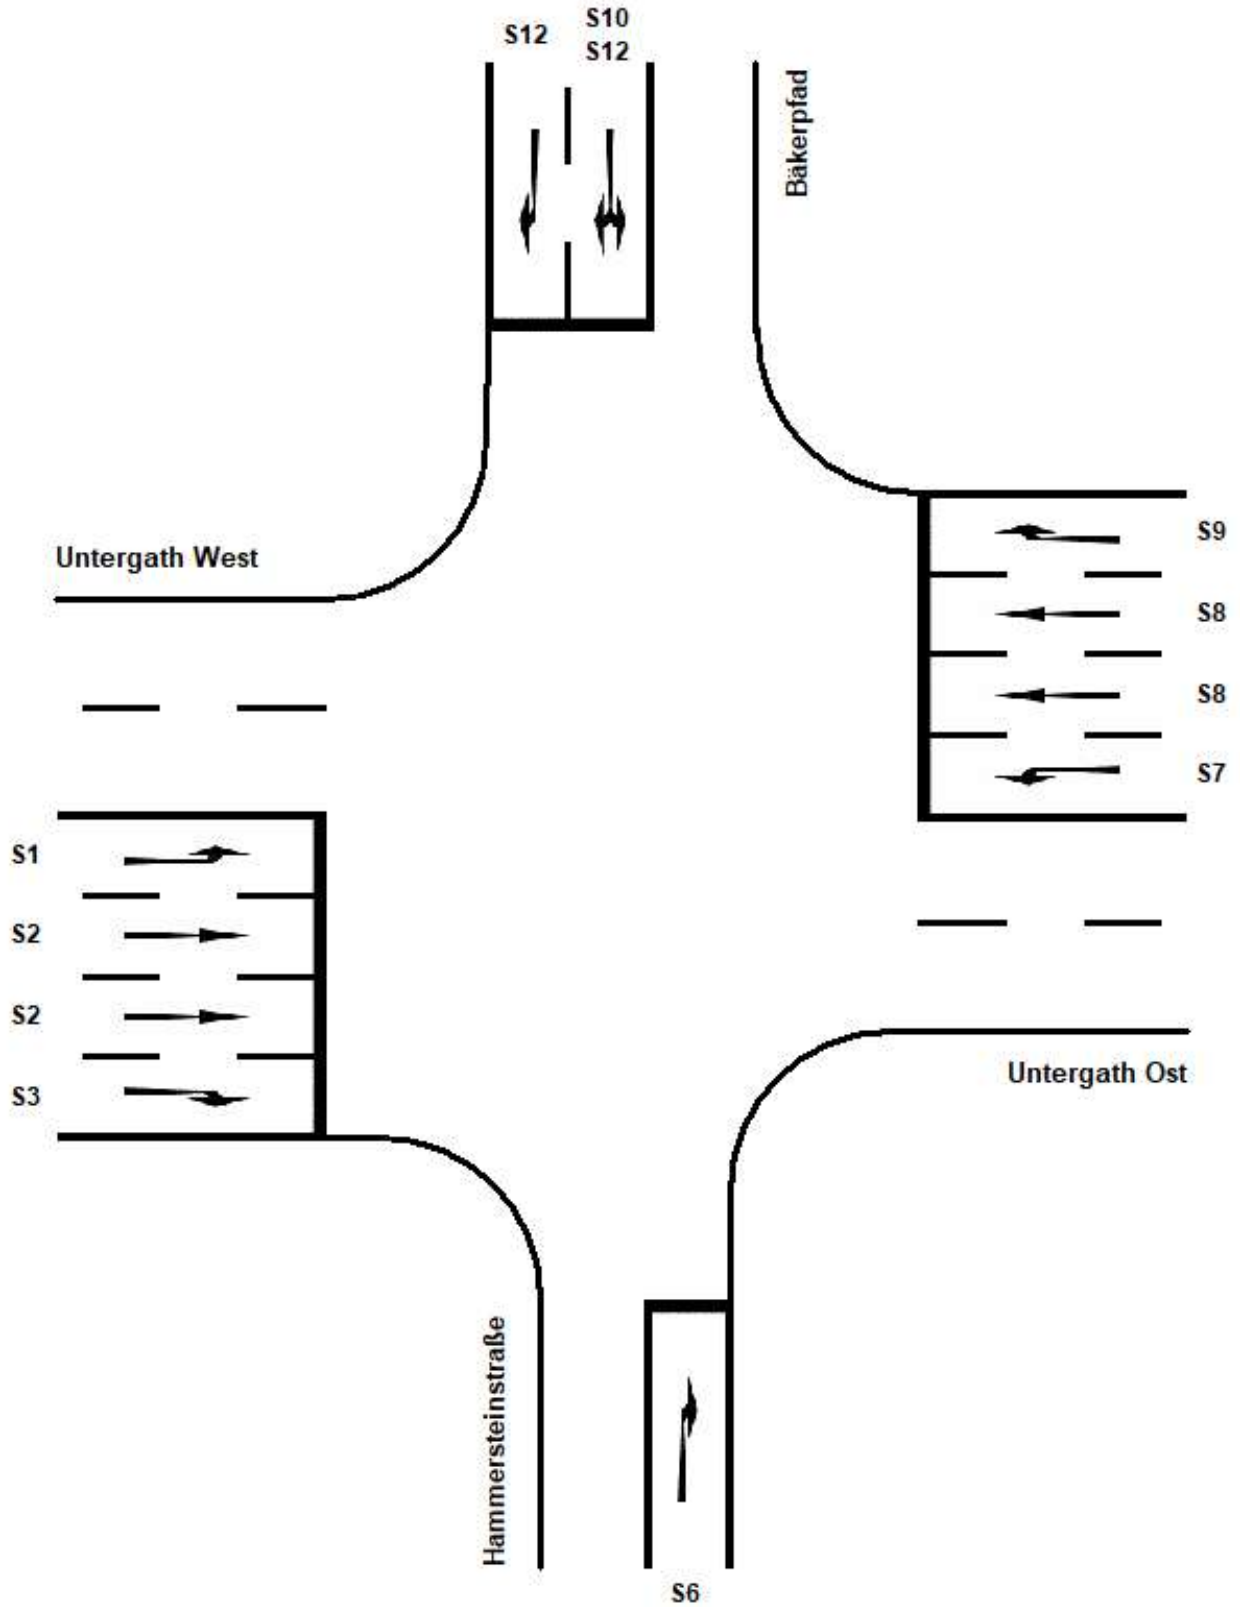 S12
S10
S12
Bäkerpfad
Untergath West
S9
S8
S8
S7
S1
S2
S2
S3
Untergath Ost
Hammersteinstraße
S6